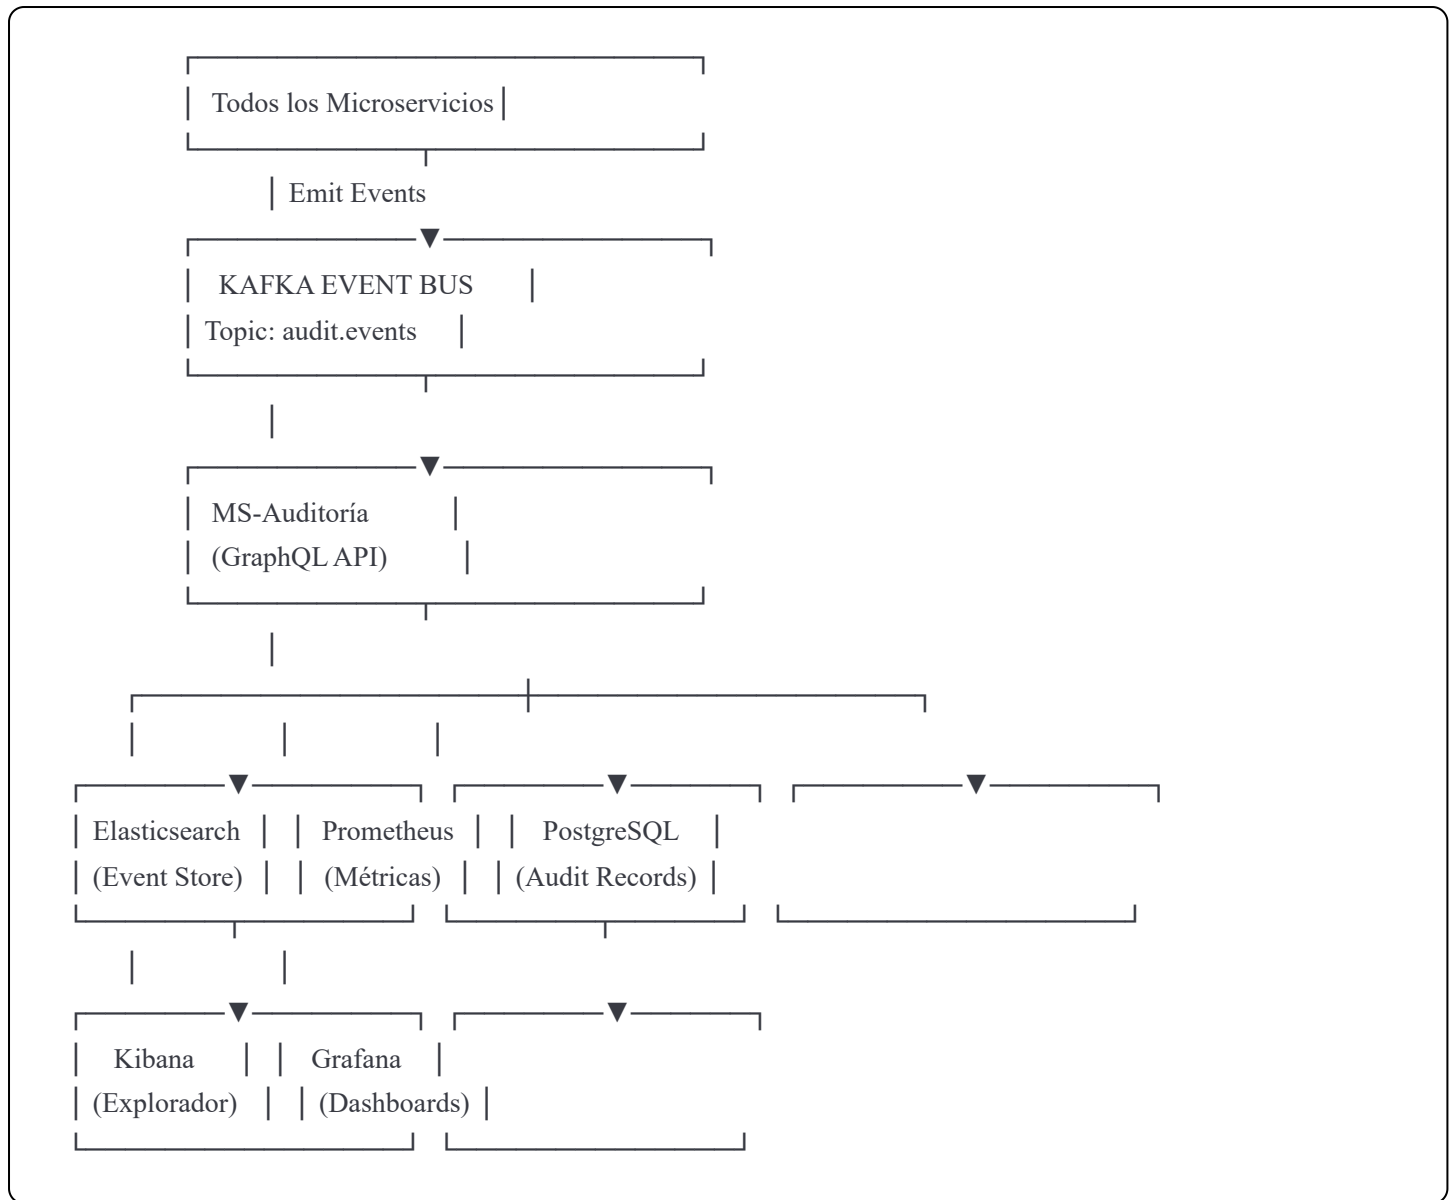 Todos los Microservicios
Emit Events
KAFKA EVENT BUS
Topic: audit.events
MS-Auditoría
(GraphQL API)
Elasticsearch Prometheus PostgreSQL
(Event Store) (Métricas) (Audit Records)
Kibana Grafana
(Explorador) (Dashboards)